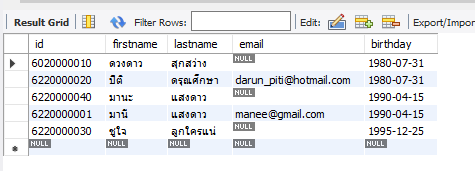 Result Grid Filter Rows: Edit: Export/Impor
id firstname lastname email birthday
6020000010 ดวงดาว สุกสว่าง NULL 1980-07-31
6220000020 ปิติ ดรุณศึกษา darun_piti@hotmail.com 1980-07-31
6220000040 มานะ แสงดาว NULL 1990-04-15
6220000001 มานี แสงดาว manee@gmail.com 1990-04-15
6220000030 ชูใจ ลูกใครแน่ NULL 1995-12-25
NULL NULL NULL NULL NULL